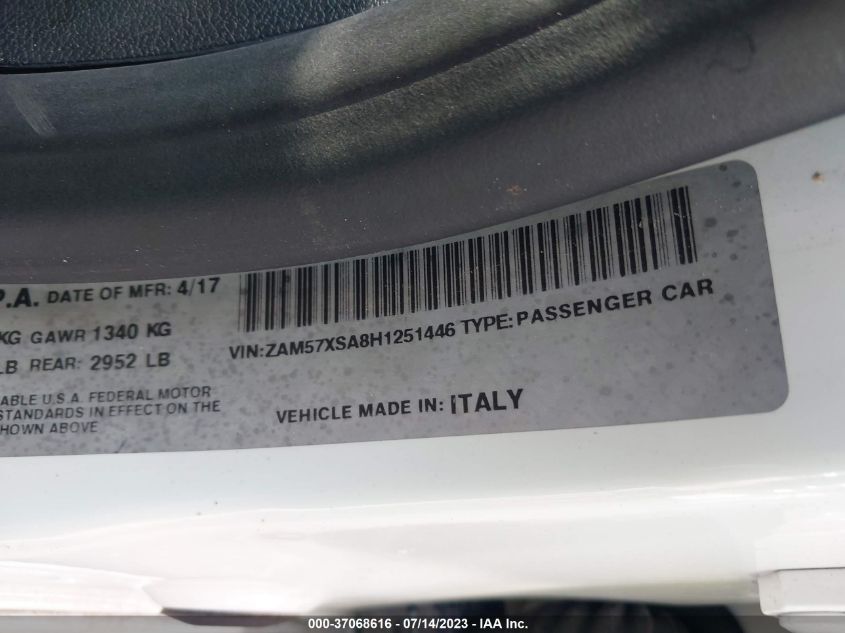 P.A. DATE OF MFR: 4/17
KG GAWR 1340 KG
LB REAR: 2952 LB
VIN:ZAM57XSA8H1251446 TYPE:PASSENGER CAR
ABLE U.S.A. FEDERAL MOTOR
STANDARDS IN EFFECT ON THE
HOWN ABOVE
VEHICLE MADE IN: ITALY
000-37068616 - 07/14/2023 - © IAA Inc.